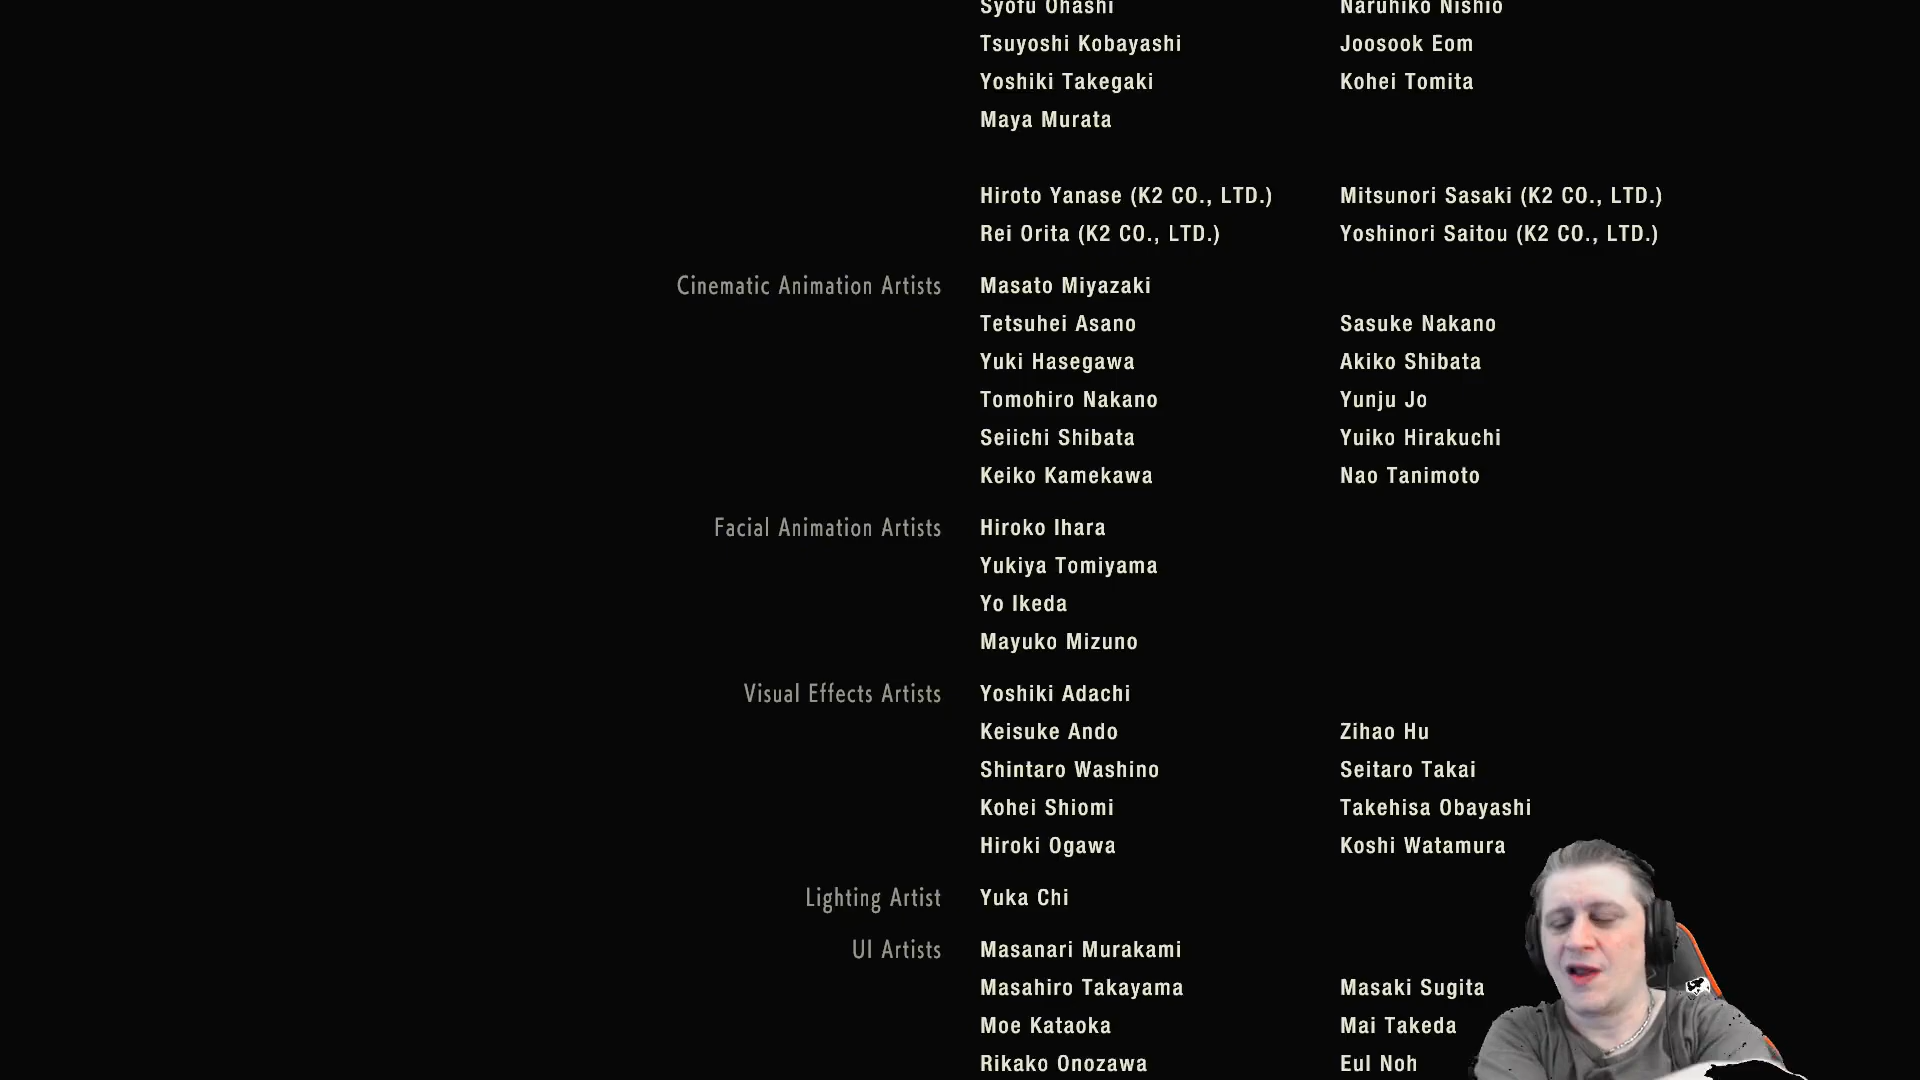 Syofu Ohashi Naruhiko Nishio
Tsuyoshi Kobayashi Joosook Eom
Yoshiki Takegaki Kohei Tomita
Maya Murata
Hiroto Yanase (K2 CO., LTD.) Mitsunori Sasaki (K2 CO., LTD.)
Rei Orita (K2 CO., LTD.) Yoshinori Saitou (K2 CO., LTD.)
Cinematic Animation Artists Masato Miyazaki
Tetsuhei Asano Sasuke Nakano
Yuki Hasegawa Akiko Shibata
Tomohiro Nakano Yunju Jo
Seiichi Shibata Yuiko Hirakuchi
Keiko Kamekawa Nao Tanimoto
Facial Animation Artists Hiroko Ihara
Yukiya Tomiyama
Yo Ikeda
Mayuko Mizuno
Visual Effects Artists Yoshiki Adachi
Keisuke Ando Zihao Hu
Shintaro Washino Seitaro Takai
Kohei Shiomi Takehisa Obayashi
Hiroki Ogawa Koshi Watamura
Lighting Artist Yuka Chi
UI Artists Masanari Murakami
Masahiro Takayama Masaki Sugita
Moe Kataoka Mai Takeda
Rikako Onozawa Eul Noh